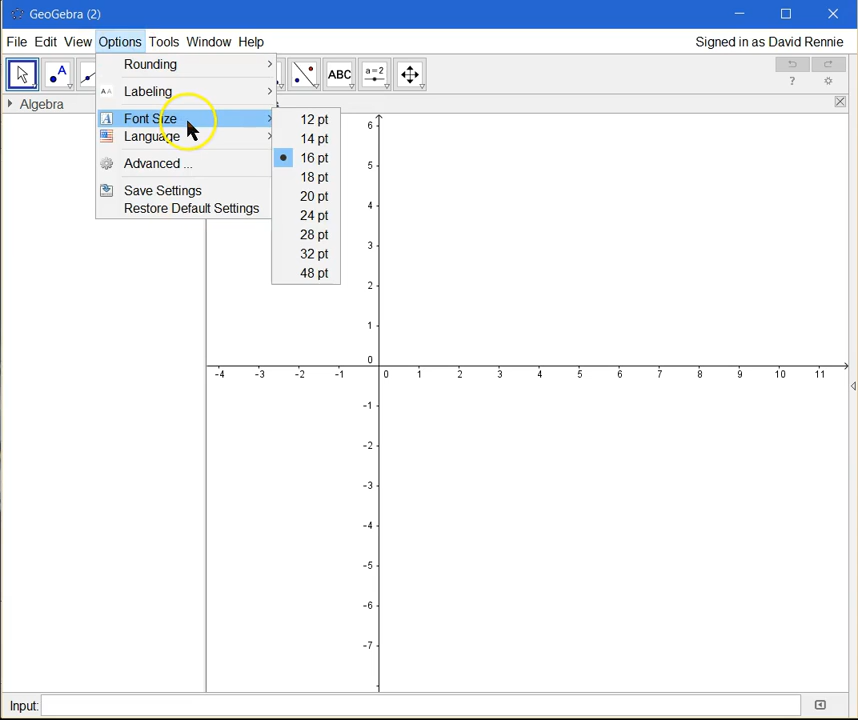 GeoGebra (2)
File Edit View Options Tools Window Help
Signed in as David Rennie
A
ABC
a=2
?
Algebra
Rounding
Labeling
Font Size
Language
Advanced ...
Save Settings
Restore Default Settings
12 pt
14 pt
16 pt
18 pt
20 pt
24 pt
28 pt
32 pt
48 pt
6
5
4
3
2
1
0
-4 -3 -2 -1 0 1 2 3 4 5 6 7 8 9 10 11
-1
-2
-3
-4
-5
-6
-7
Input: